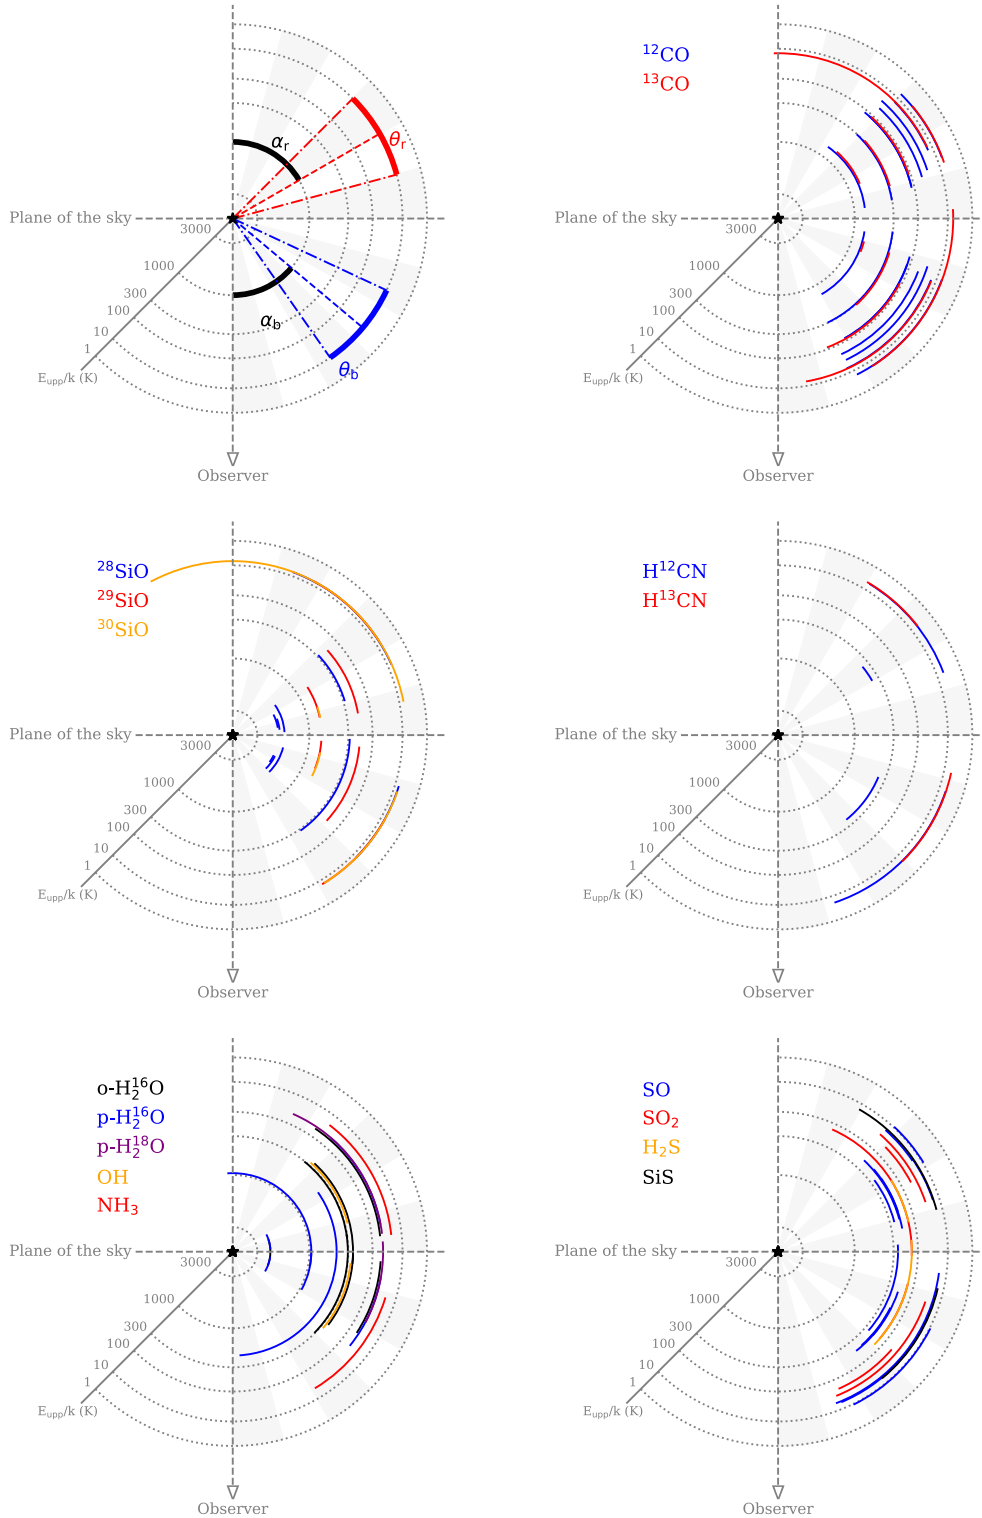 α_r
θ_r
Plane of the sky
3000
1000
300
100
10
1
E_upp/k (K)
α_b
θ_b
Observer
¹²CO
¹³CO
Plane of the sky
3000
1000
300
100
10
1
E_upp/k (K)
Observer
²⁸SiO
²⁹SiO
³⁰SiO
Plane of the sky
3000
1000
300
100
10
1
E_upp/k (K)
Observer
H¹²CN
H¹³CN
Plane of the sky
3000
1000
300
100
10
1
E_upp/k (K)
Observer
o-H₂¹⁶O
p-H₂¹⁶O
p-H₂¹⁸O
OH
NH₃
Plane of the sky
3000
1000
300
100
10
1
E_upp/k (K)
Observer
SO
SO₂
H₂S
SiS
Plane of the sky
3000
1000
300
100
10
1
E_upp/k (K)
Observer